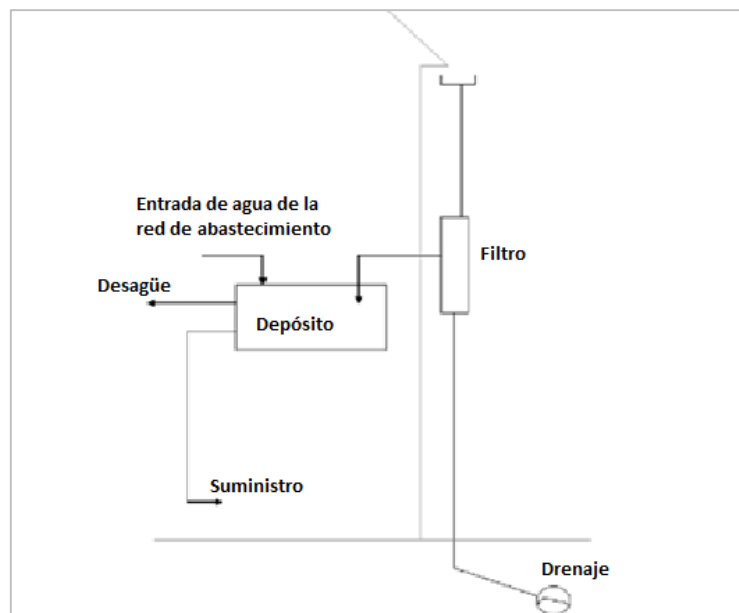 Entrada de agua de la
red de abastecimiento
Filtro
Desagüe
Depósito
Suministro
Drenaje